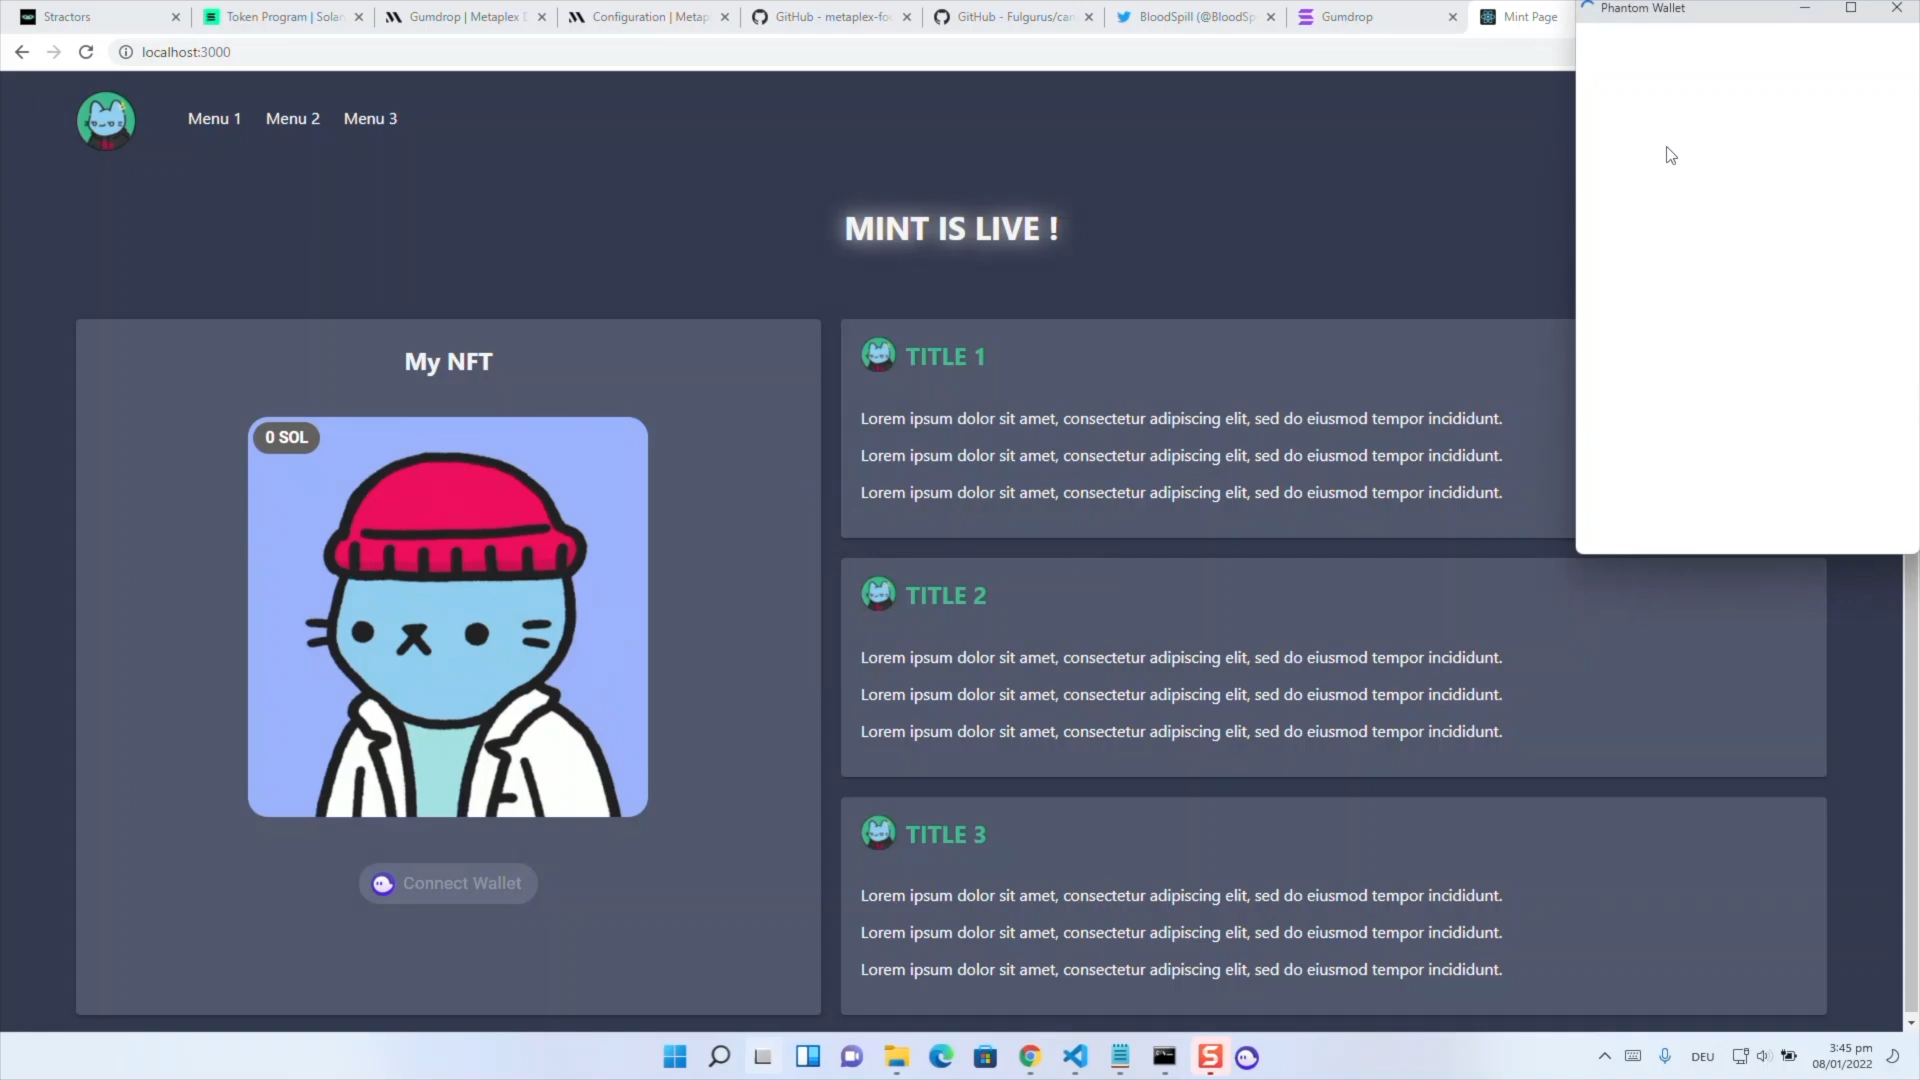 Stractors
Token Program | Solan
Gumdrop | Metaplex D
Configuration | Metap
GitHub - metaplex-fou
GitHub - Fulgurus/can
BloodSpill (@BloodSp
Gumdrop
Mint Page
Phantom Wallet
localhost:3000
Menu 1
Menu 2
Menu 3
MINT IS LIVE !
My NFT
0 SOL
Connect Wallet
TITLE 1
Lorem ipsum dolor sit amet, consectetur adipiscing elit, sed do eiusmod tempor incididunt.
Lorem ipsum dolor sit amet, consectetur adipiscing elit, sed do eiusmod tempor incididunt.
Lorem ipsum dolor sit amet, consectetur adipiscing elit, sed do eiusmod tempor incididunt.
TITLE 2
Lorem ipsum dolor sit amet, consectetur adipiscing elit, sed do eiusmod tempor incididunt.
Lorem ipsum dolor sit amet, consectetur adipiscing elit, sed do eiusmod tempor incididunt.
Lorem ipsum dolor sit amet, consectetur adipiscing elit, sed do eiusmod tempor incididunt.
TITLE 3
Lorem ipsum dolor sit amet, consectetur adipiscing elit, sed do eiusmod tempor incididunt.
Lorem ipsum dolor sit amet, consectetur adipiscing elit, sed do eiusmod tempor incididunt.
Lorem ipsum dolor sit amet, consectetur adipiscing elit, sed do eiusmod tempor incididunt.
DEU
3:45 pm
08/01/2022